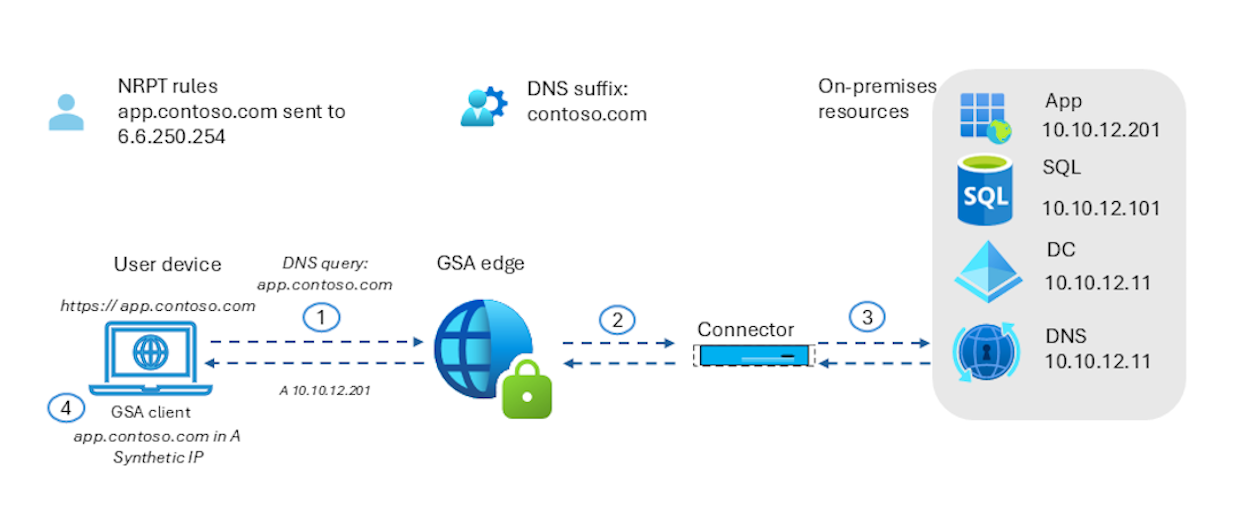 NRPT rules
app.contoso.com sent to
6.6.250.254
DNS suffix:
contoso.com
On-premises
resources
App
10.10.12.201
SQL
SQL
10.10.12.101
DC
10.10.12.11
DNS
10.10.12.11
User device
https:// app.contoso.com
DNS query:
app.contoso.com
1
A 10.10.12.201
GSA edge
2
Connector
3
4
GSA client
app.contoso.com in A
Synthetic IP